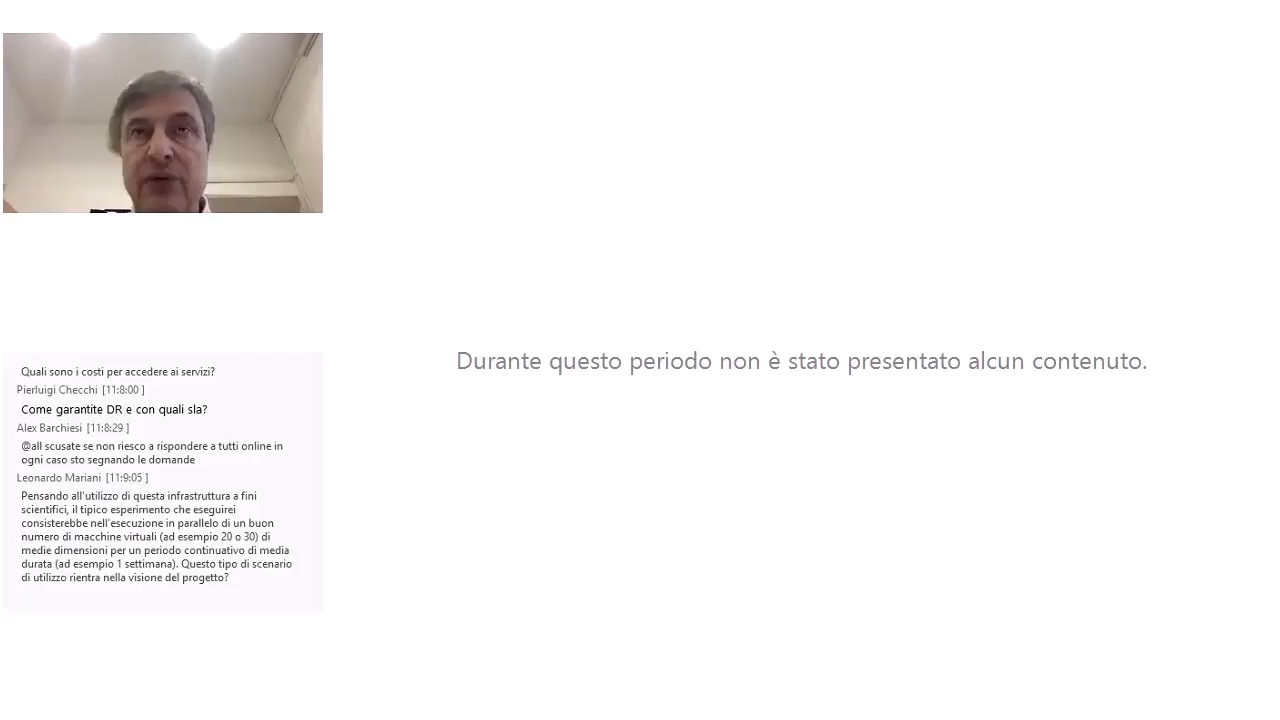 Quali sono i costi per accedere ai servizi?
Pierluigi Checchi [11:8:00 ]
Come garantite DR e con quali sla?
Alex Barchiesi [11:8:29 ]
@all scusate se non riesco a rispondere a tutti online in
ogni caso sto segnando le domande
Leonardo Mariani [11:9:05 ]
Pensando all'utilizzo di questa infrastruttura a fini
scientifici, il tipico esperimento che eseguirei
consisterebbe nell'esecuzione in parallelo di un buon
numero di macchine virtuali (ad esempio 20 o 30) di
medie dimensioni per un periodo continuativo di media
durata (ad esempio 1 settimana). Questo tipo di scenario
di utilizzo rientra nella visione del progetto?
Durante questo periodo non è stato presentato alcun contenuto.